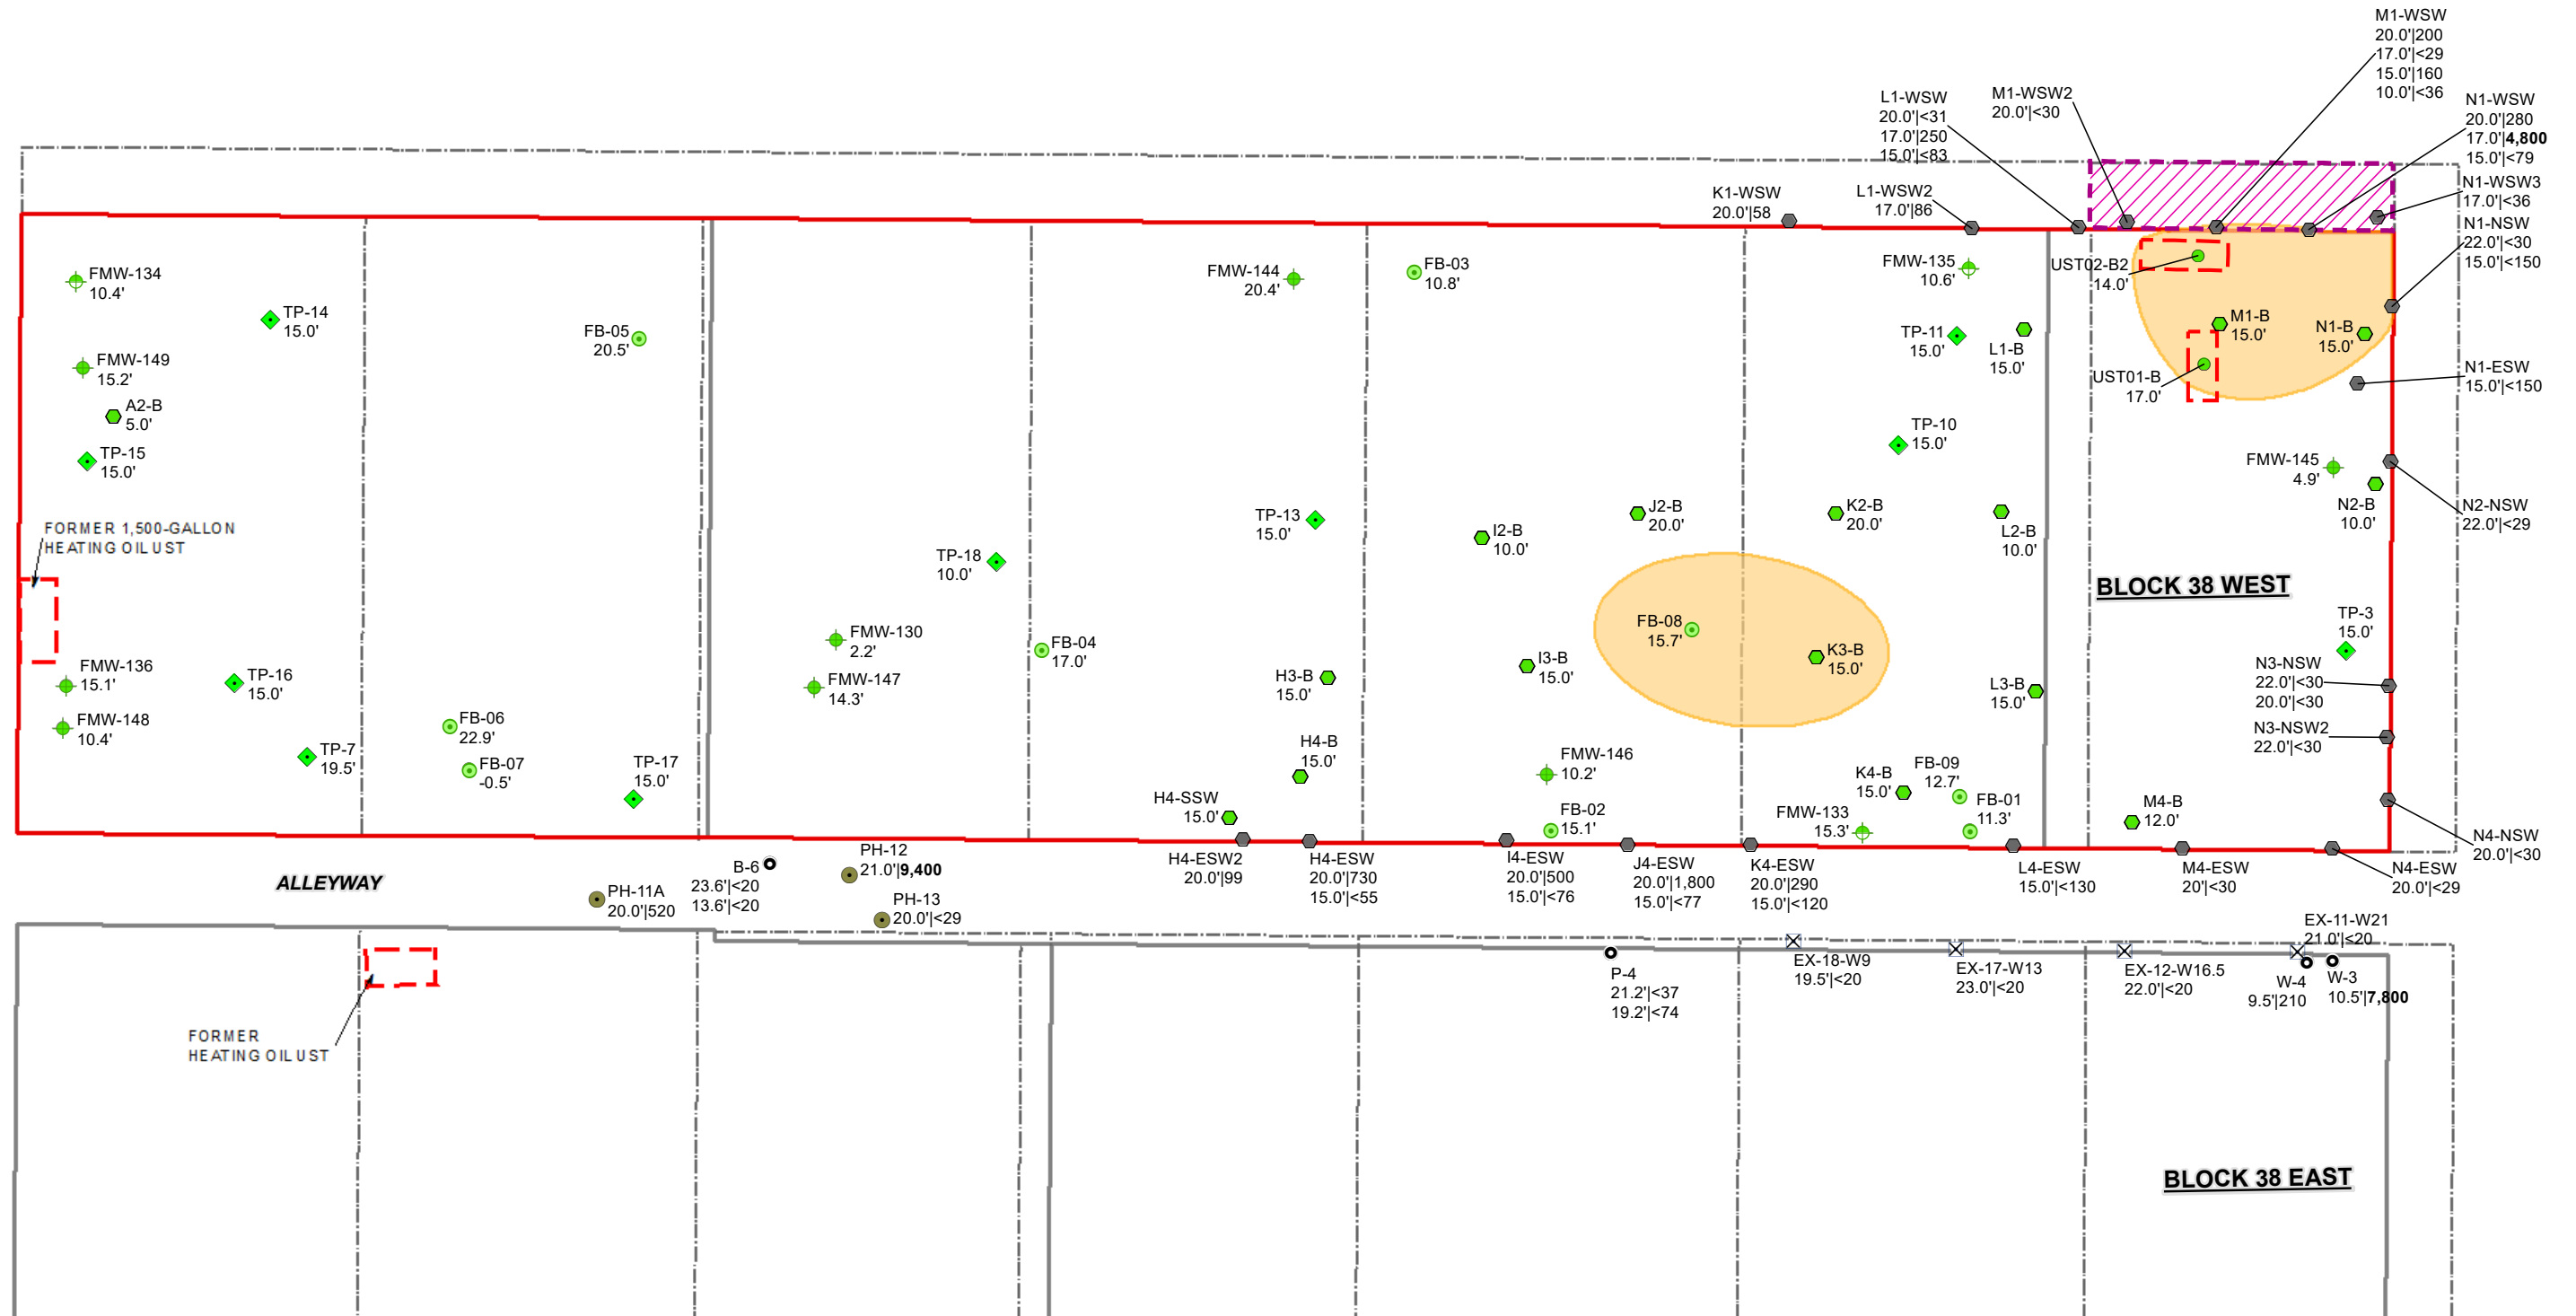 M1-WSW
20.0'|200
17.0'|<29
15.0'|160
10.0'|<36
M1-WSW2
20.0'|<30
L1-WSW
20.0'|<31
17.0'|250
15.0'|<83
N1-WSW
20.0'|280
17.0'|4,800
15.0'|<79
K1-WSW
20.0'|58
L1-WSW2
17.0'|86
N1-WSW3
17.0'|<36
N1-NSW
22.0'|<30
15.0'|<150
FMW-134
10.4'
TP-14
15.0'
FMW-149
15.2'
A2-B
5.0'
TP-15
15.0'
FB-05
20.5'
FMW-144
20.4'
FB-03
10.8'
FMW-135
10.6'
TP-11
15.0'
L1-B
15.0'
UST02-B2
14.0'
M1-B
15.0'
N1-B
15.0'
UST01-B
17.0'
N1-ESW
15.0'|<150
TP-10
15.0'
FMW-145
4.9'
N2-B
10.0'
N2-NSW
22.0'|<29
FORMER 1,500-GALLON
HEATING OIL UST
TP-18
10.0'
TP-13
15.0'
I2-B
10.0'
J2-B
20.0'
K2-B
20.0'
L2-B
10.0'
BLOCK 38 WEST
TP-3
15.0'
FMW-136
15.1'
FMW-148
10.4'
TP-16
15.0'
TP-7
19.5'
FB-06
22.9'
FB-07
-0.5'
TP-17
15.0'
FMW-130
2.2'
FMW-147
14.3'
FB-04
17.0'
H3-B
15.0'
H4-B
15.0'
H4-SSW
15.0'
I3-B
15.0'
FB-08
15.7'
K3-B
15.0'
L3-B
15.0'
N3-NSW
22.0'|<30
20.0'|<30
N3-NSW2
22.0'|<30
FMW-146
10.2'
FB-02
15.1'
K4-B
15.0'
FB-09
12.7'
FMW-133
15.3'
FB-01
11.3'
M4-B
12.0'
N4-NSW
20.0'|<30
ALLEYWAY
PH-11A
20.0'|520
B-6
23.6'|<20
13.6'|<20
PH-12
21.0'|9,400
PH-13
20.0'|<29
H4-ESW2
20.0'|99
H4-ESW
20.0'|730
15.0'|<55
I4-ESW
20.0'|500
15.0'|<76
J4-ESW
20.0'|1,800
15.0'|<77
K4-ESW
20.0'|290
15.0'|<120
L4-ESW
15.0'|<130
M4-ESW
20'|<30
N4-ESW
20.0'|<29
P-4
21.2'|<37
19.2'|<74
EX-18-W9
19.5'|<20
EX-17-W13
23.0'|<20
EX-12-W16.5
22.0'|<20
EX-11-W21
21.0'|<20
W-4
9.5'|210
W-3
10.5'|7,800
FORMER
HEATING OIL UST
BLOCK 38 EAST